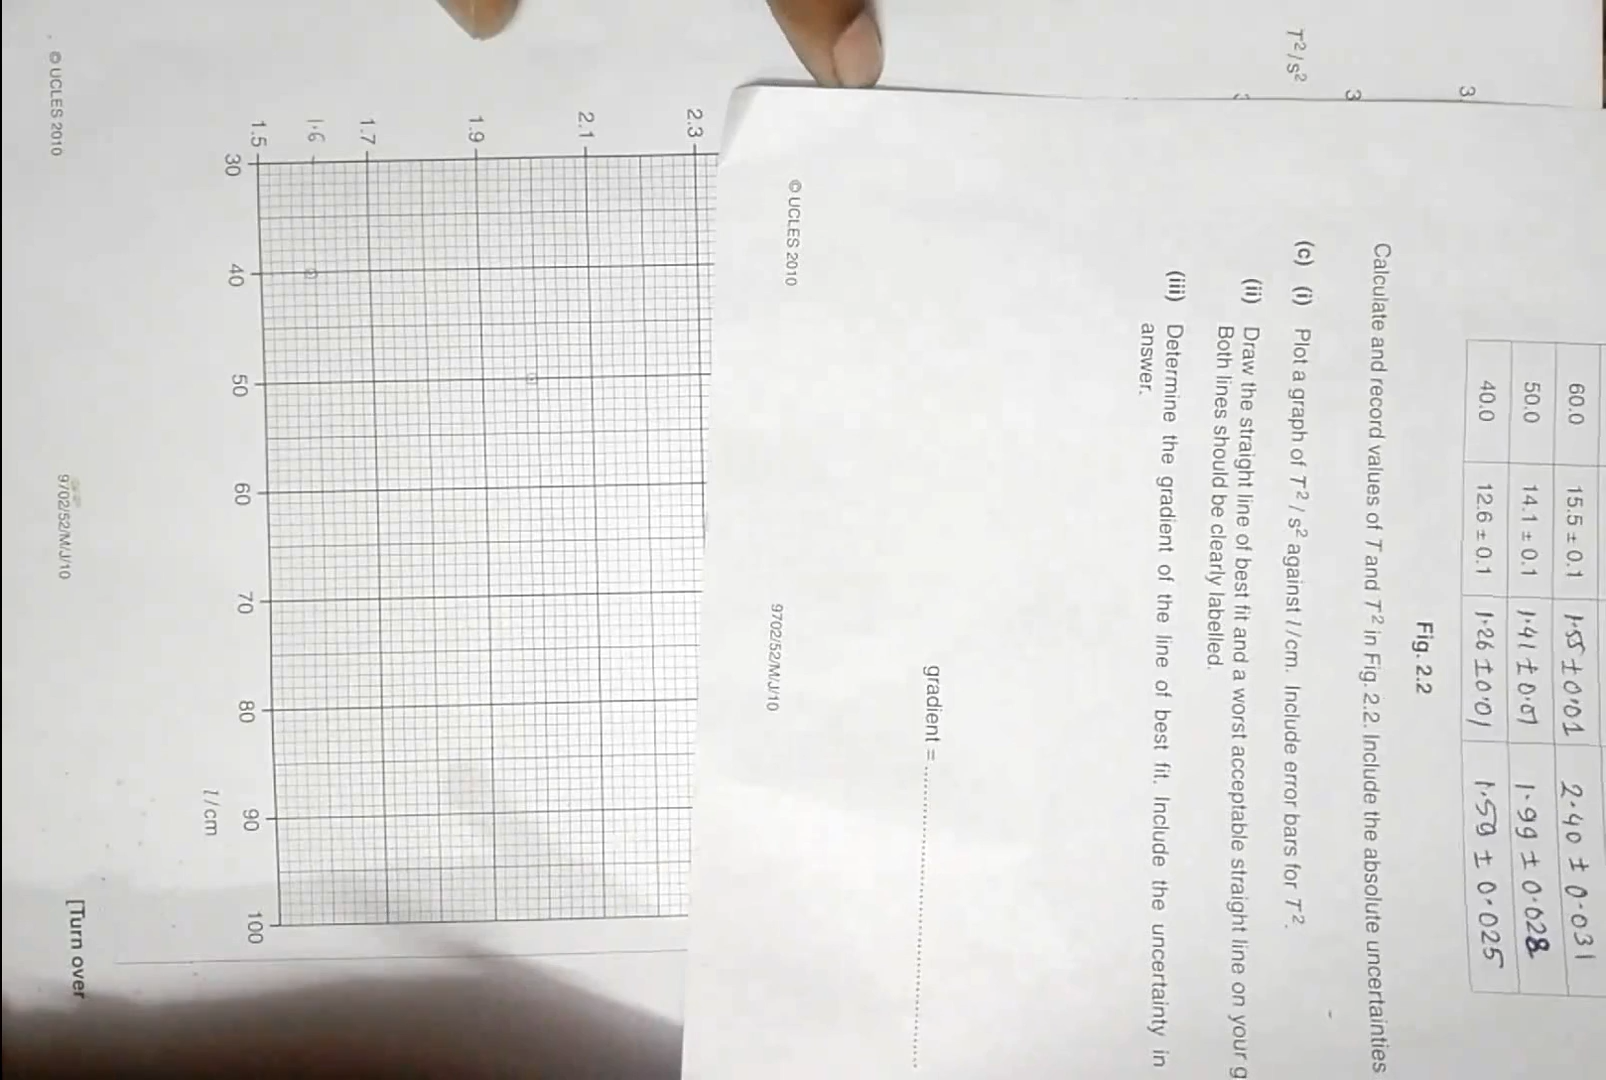 60.0 15.5 ± 0.1 1.55 ± 0.01 2.40 ± 0.031
50.0 14.1 ± 0.1 1.41 ± 0.01 1.99 ± 0.028
40.0 12.6 ± 0.1 1.26 ± 0.01 1.59 ± 0.025
Fig. 2.2
Calculate and record values of T and T² in Fig. 2.2. Include the absolute uncertainties
(c) (i) Plot a graph of T² / s² against l / cm. Include error bars for T².
(ii) Draw the straight line of best fit and a worst acceptable straight line on your g
Both lines should be clearly labelled.
(iii) Determine the gradient of the line of best fit. Include the uncertainty in
answer.
gradient = ........................................
© UCLES 2010 9702/52/M/J/10
3
3
T² / s²
2.3
2.1
1.9
1.7
1.6
1.5
30 40 50 60 70 80 90 100
l / cm
© UCLES 2010 9702/52/M/J/10 [Turn over